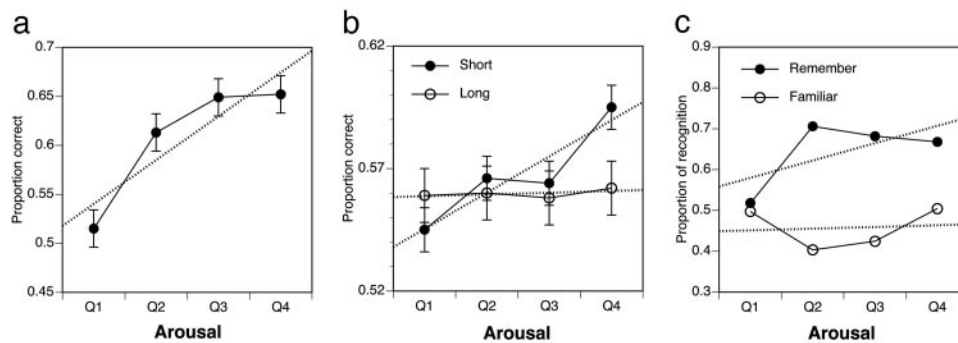 a
0.7
0.65
0.6
0.55
0.5
0.45
Proportion correct
Q1 Q2 Q3 Q4
Arousal
b
0.62
0.57
0.52
Proportion correct
Short
Long
Q1 Q2 Q3 Q4
Arousal
c
0.9
0.8
0.7
0.6
0.5
0.4
0.3
Proportion of recognition
Remember
Familiar
Q1 Q2 Q3 Q4
Arousal